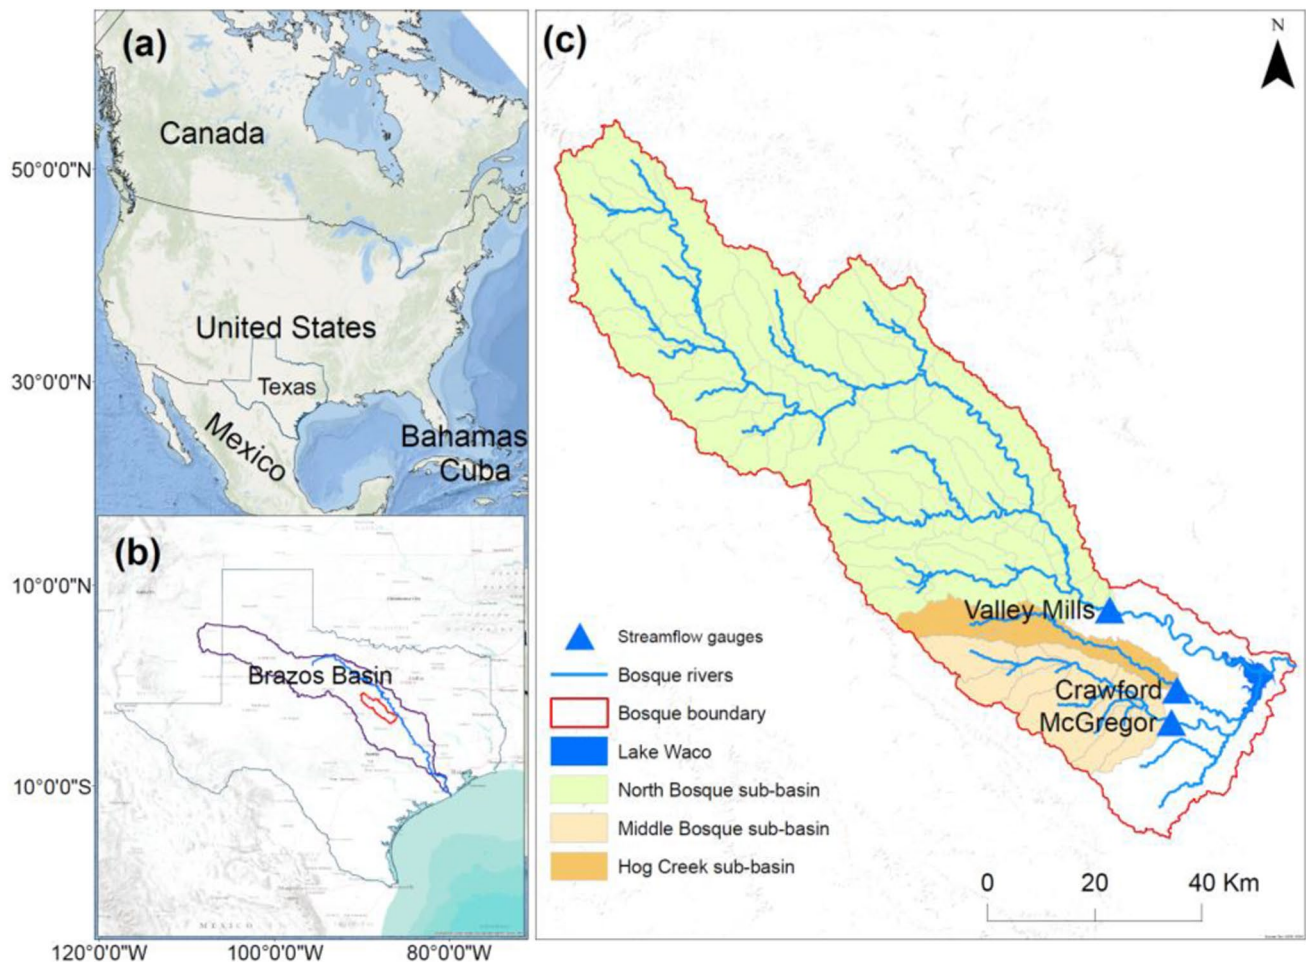 (a)
Canada
50°0'0"N
United States
30°0'0"N
Texas
Mexico
Bahamas
Cuba
(b)
10°0'0"N
Brazos Basin
10°0'0"S
MEXICO
120°0'0"W
100°0'0"W
80°0'0"W
(c)
N
Valley Mills
Crawford
McGregor
Streamflow gauges
Bosque rivers
Bosque boundary
Lake Waco
North Bosque sub-basin
Middle Bosque sub-basin
Hog Creek sub-basin
0 20 40 Km